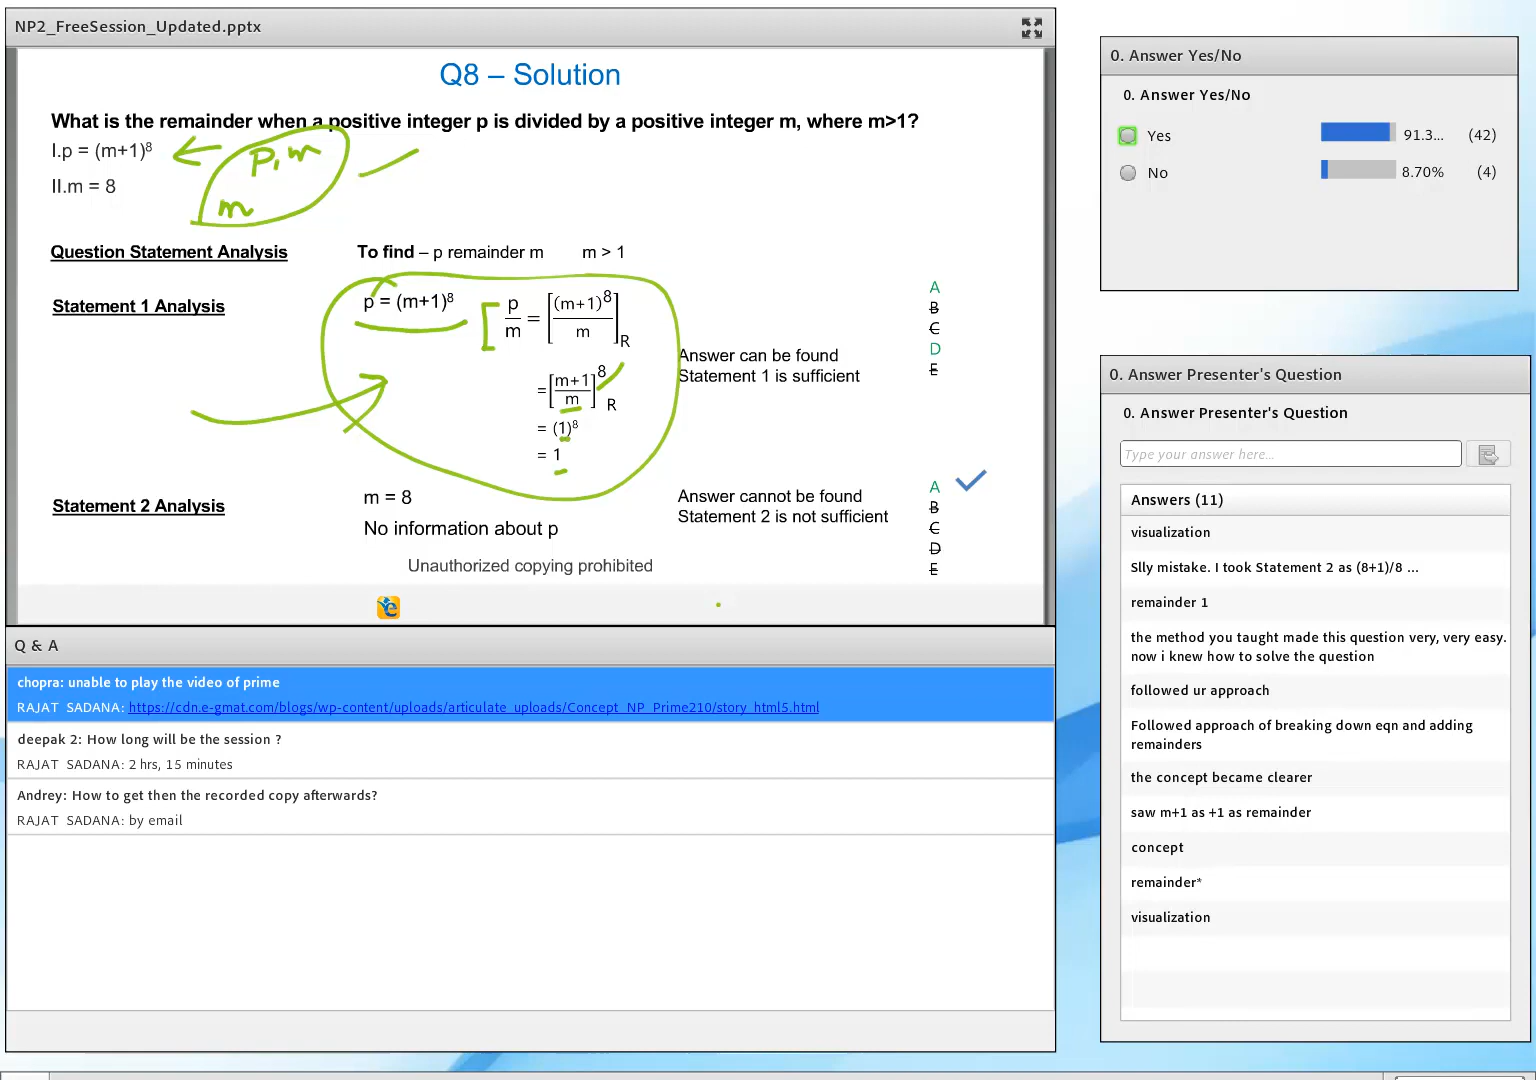 NP2_FreeSession_Updated.pptx
Q8 – Solution
What is the remainder when a positive integer p is divided by a positive integer m, where m>1?
I.p = (m+1)⁸
p, m
II.m = 8
m
Question Statement Analysis
To find – p remainder m m > 1
Statement 1 Analysis
p = (m+1)⁸
p/m = [(m+1)⁸/m]R
= [m+1/m]⁸R
= (1)⁸
= 1
Answer can be found
Statement 1 is sufficient
A
B
C
D
E
Statement 2 Analysis
m = 8
No information about p
Answer cannot be found
Statement 2 is not sufficient
A
B
C
D
E
Unauthorized copying prohibited
e
Q & A
chopra: unable to play the video of prime
RAJAT SADANA: https://cdn.e-gmat.com/blogs/wp-content/uploads/articulate_uploads/Concept_NP_Prime210/story_html5.html
deepak 2: How long will be the session ?
RAJAT SADANA: 2 hrs, 15 minutes
Andrey: How to get then the recorded copy afterwards?
RAJAT SADANA: by email
0. Answer Yes/No
0. Answer Yes/No
Yes 91.3... (42)
No 8.70% (4)
0. Answer Presenter's Question
0. Answer Presenter's Question
Type your answer here...
Answers (11)
visualization
Slly mistake. I took Statement 2 as (8+1)/8 ...
remainder 1
the method you taught made this question very, very easy.
now i knew how to solve the question
followed ur approach
Followed approach of breaking down eqn and adding
remainders
the concept became clearer
saw m+1 as +1 as remainder
concept
remainder*
visualization